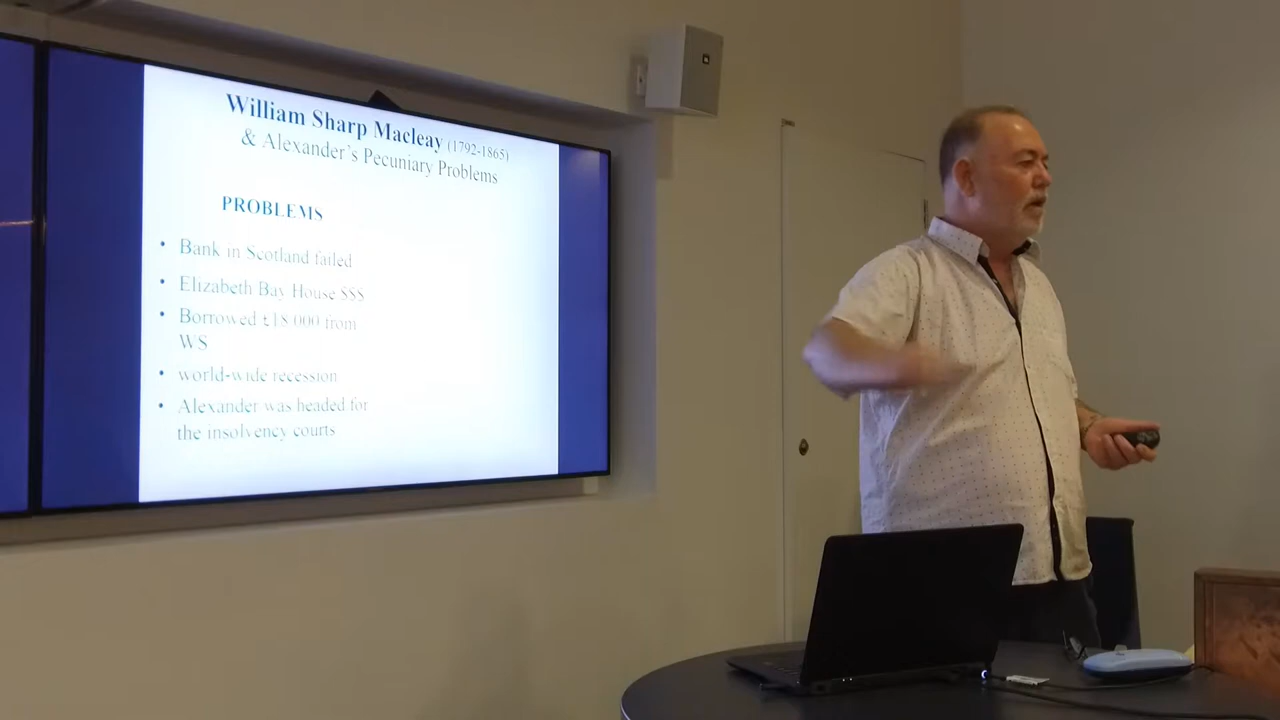 William Sharp Macleay (1792-1865)
& Alexander's Pecuniary Problems
PROBLEMS
• Bank in Scotland failed
• Elizabeth Bay House $$$
• Borrowed £18,000 from
WS
• world-wide recession
• Alexander was headed for
the insolvency courts